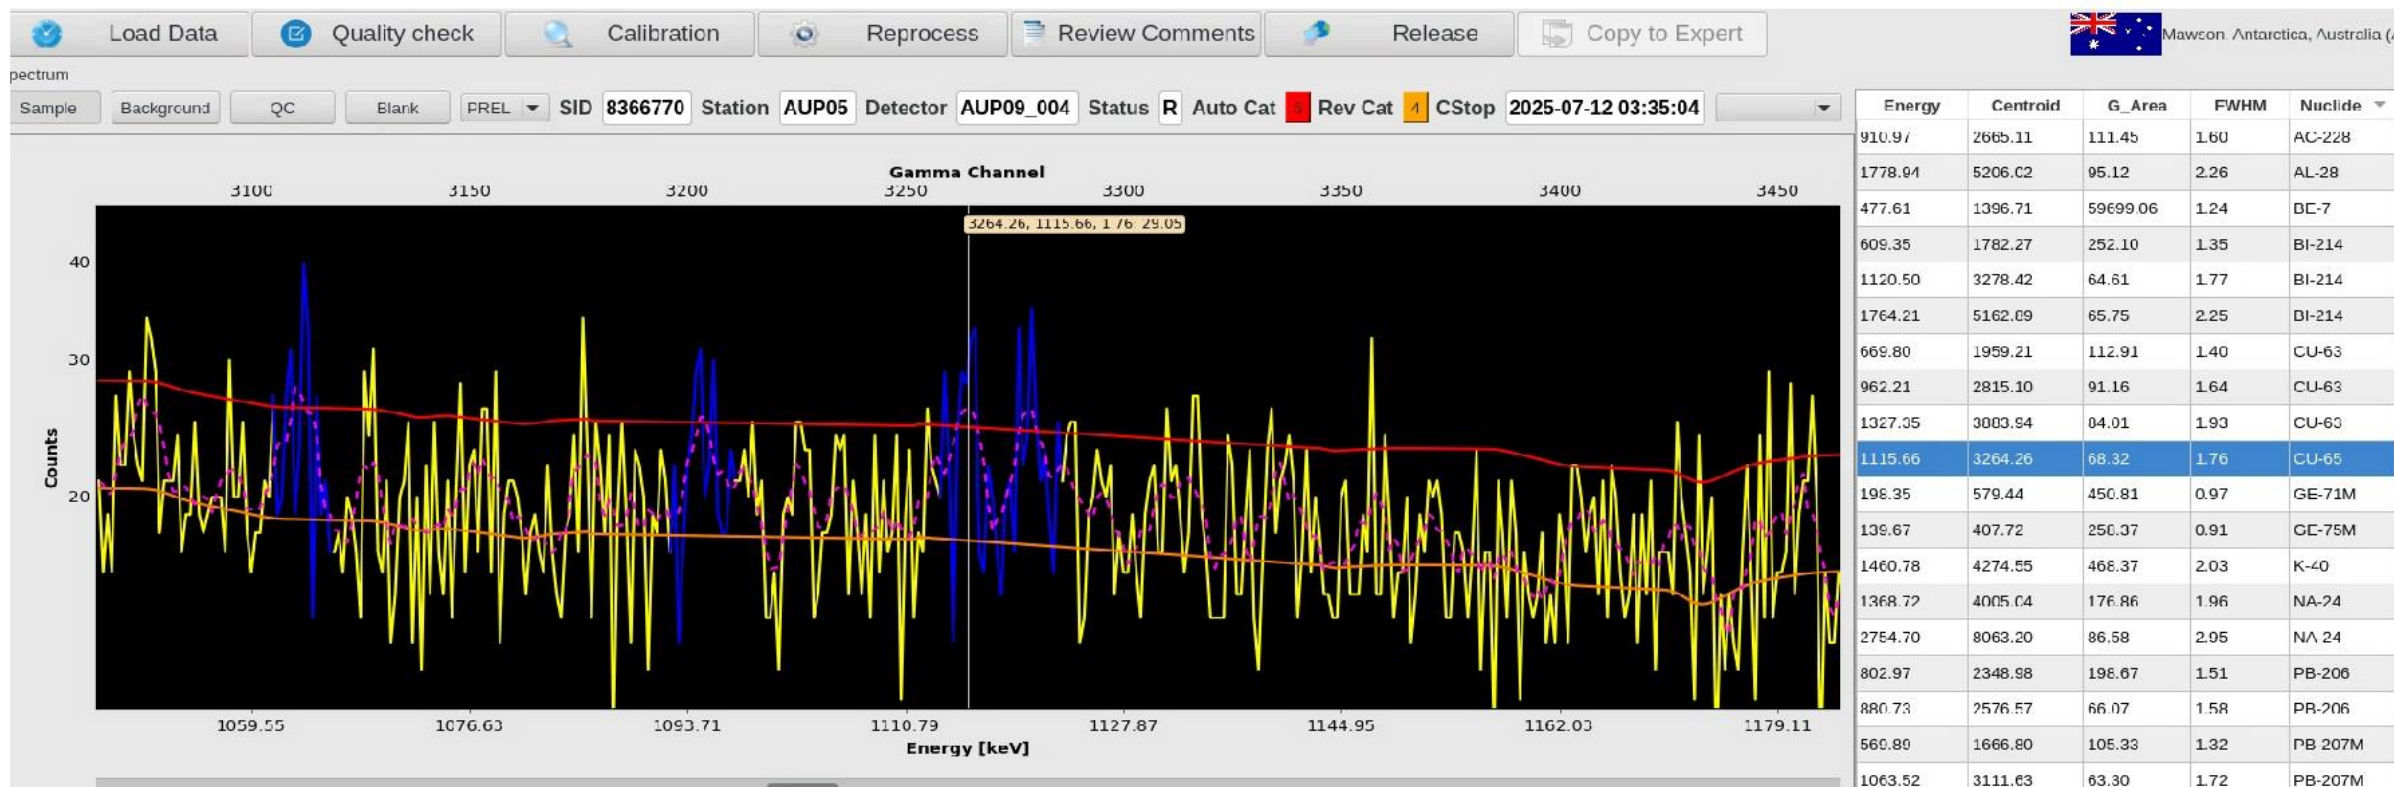 Load Data Quality check Calibration Reprocess Review Comments Release Copy to Expert Mawson, Antarctica, Australia (
pectrum
Sample Background QC Blank PREL SID 8366770 Station AUP05 Detector AUP09_004 Status R Auto Cat 5 Rev Cat 4 CStop 2025-07-12 03:35:04
Gamma Channel
3100 3150 3200 3250 3300 3350 3400 3450
3264.26, 1115.66, 1.76: 29.05
40
30
20
Counts
1059.55 1076.63 1093.71 1110.79 1127.87 1144.95 1162.03 1179.11
Energy [keV]
Energy Centroid G_Area FWHM Nuclide
910.97 2665.11 111.45 1.60 AC-228
1778.94 5206.02 95.12 2.26 AL-28
477.61 1396.71 59699.06 1.24 BE-7
609.35 1782.27 252.10 1.35 BI-214
1120.50 3278.42 64.61 1.77 BI-214
1764.21 5162.89 65.75 2.25 BI-214
669.80 1959.21 112.91 1.40 CU-63
962.21 2815.10 91.16 1.64 CU-63
1327.35 3883.94 84.01 1.93 CU-63
1115.66 3264.26 68.32 1.76 CU-65
198.35 579.44 450.81 0.97 GE-71M
139.67 407.72 258.37 0.91 GE-75M
1460.78 4274.55 468.37 2.03 K-40
1368.72 4005.04 176.86 1.96 NA-24
2754.70 8063.20 86.58 2.95 NA-24
802.97 2348.98 198.67 1.51 PB-206
880.73 2576.57 66.07 1.58 PB-206
569.89 1666.80 105.33 1.32 PB-207M
1063.52 3111.63 63.30 1.72 PB-207M